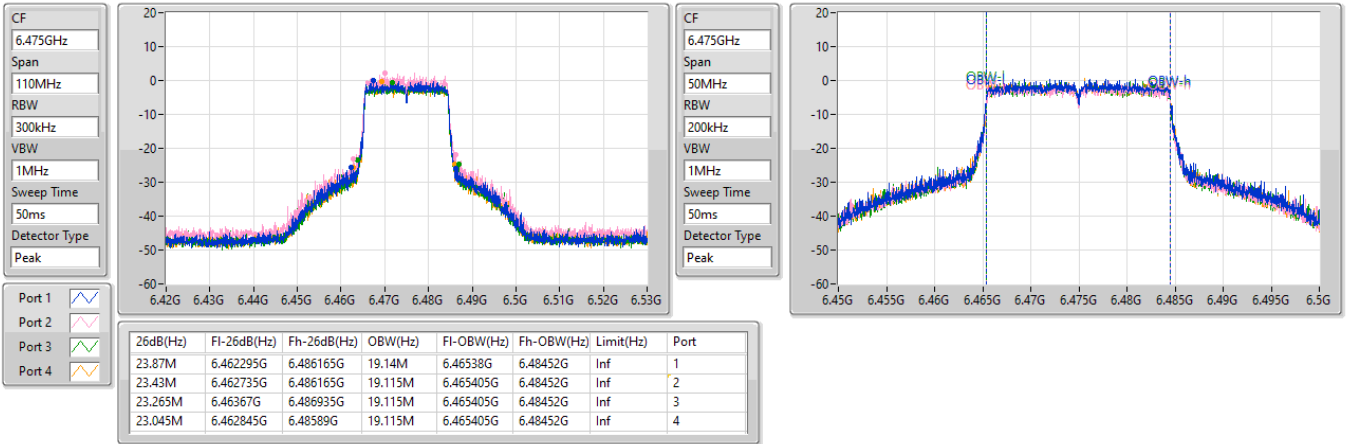 CF
6.475GHz
Span
110MHz
RBW
300kHz
VBW
1MHz
Sweep Time
50ms
Detector Type
Peak
20
10
0
-10
-20
-30
-40
-50
-60
6.42G 6.43G 6.44G 6.45G 6.46G 6.47G 6.48G 6.49G 6.5G 6.51G 6.52G 6.53G
CF
6.475GHz
Span
50MHz
RBW
200kHz
VBW
1MHz
Sweep Time
50ms
Detector Type
Peak
20
10
0
-10
-20
-30
-40
-50
-60
OBW-l OBW-h
6.45G 6.455G 6.46G 6.465G 6.47G 6.475G 6.48G 6.485G 6.49G 6.495G 6.5G
Port 1
Port 2
Port 3
Port 4
26dB(Hz) Fl-26dB(Hz) Fh-26dB(Hz) OBW(Hz) Fl-OBW(Hz) Fh-OBW(Hz) Limit(Hz) Port
23.87M 6.462295G 6.486165G 19.14M 6.46538G 6.48452G Inf 1
23.43M 6.462735G 6.486165G 19.115M 6.465405G 6.48452G Inf 2
23.265M 6.46367G 6.486935G 19.115M 6.465405G 6.48452G Inf 3
23.045M 6.462845G 6.48589G 19.115M 6.465405G 6.48452G Inf 4